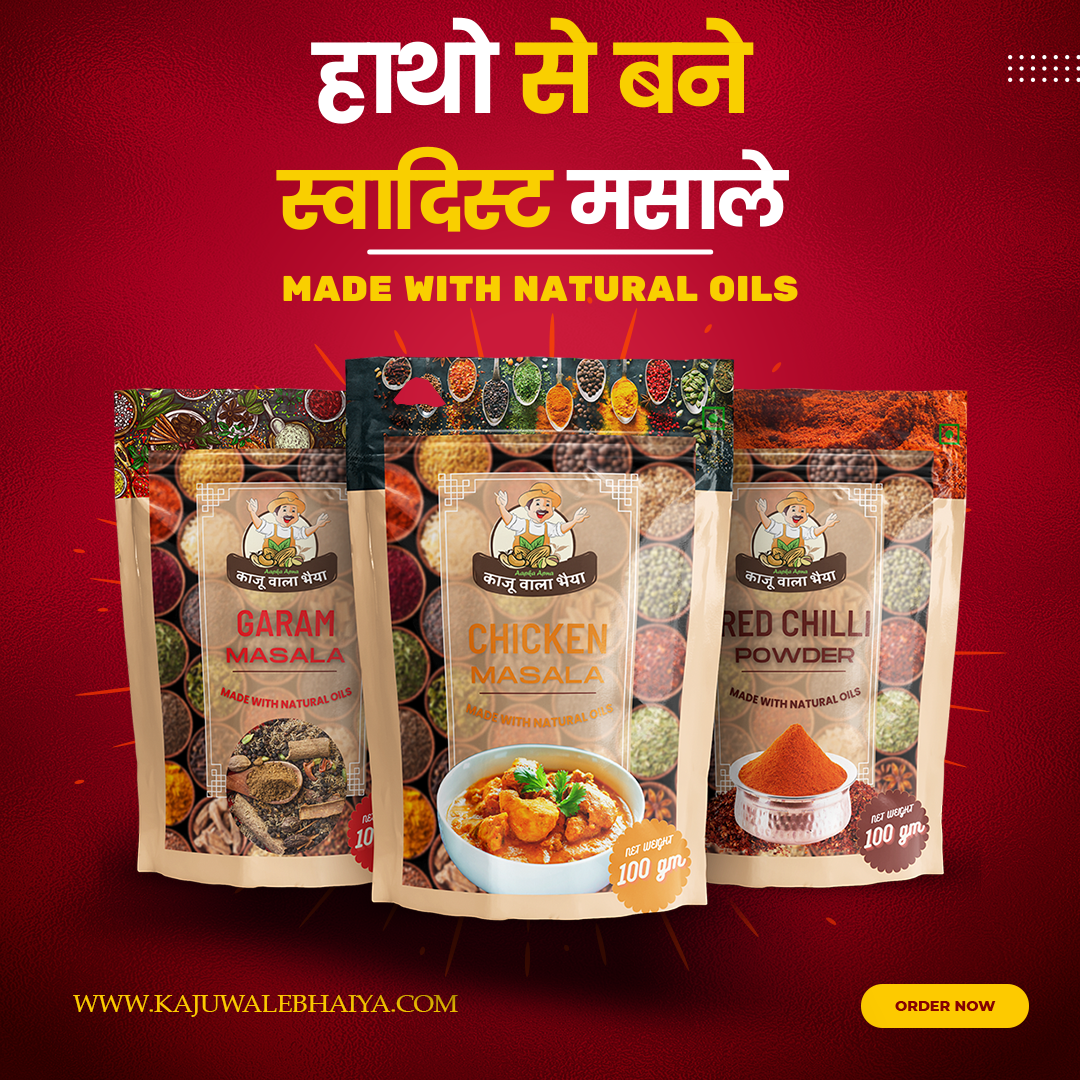 हाथो से बने
स्वादिस्ट मसाले
MADE WITH NATURAL OILS
Aapka Apna
काजू वाला भैया
GARAM
MASALA
MADE WITH NATURAL OILS
Aapka Apna
काजू वाला भैया
CHICKEN
MASALA
MADE WITH NATURAL OILS
NET WEIGHT
100 gm
Aapka Apna
काजू वाला भैया
RED CHILLI
POWDER
MADE WITH NATURAL OILS
NET WEIGHT
100 gm
WWW.KAJUWALEBHAIYA.COM
ORDER NOW